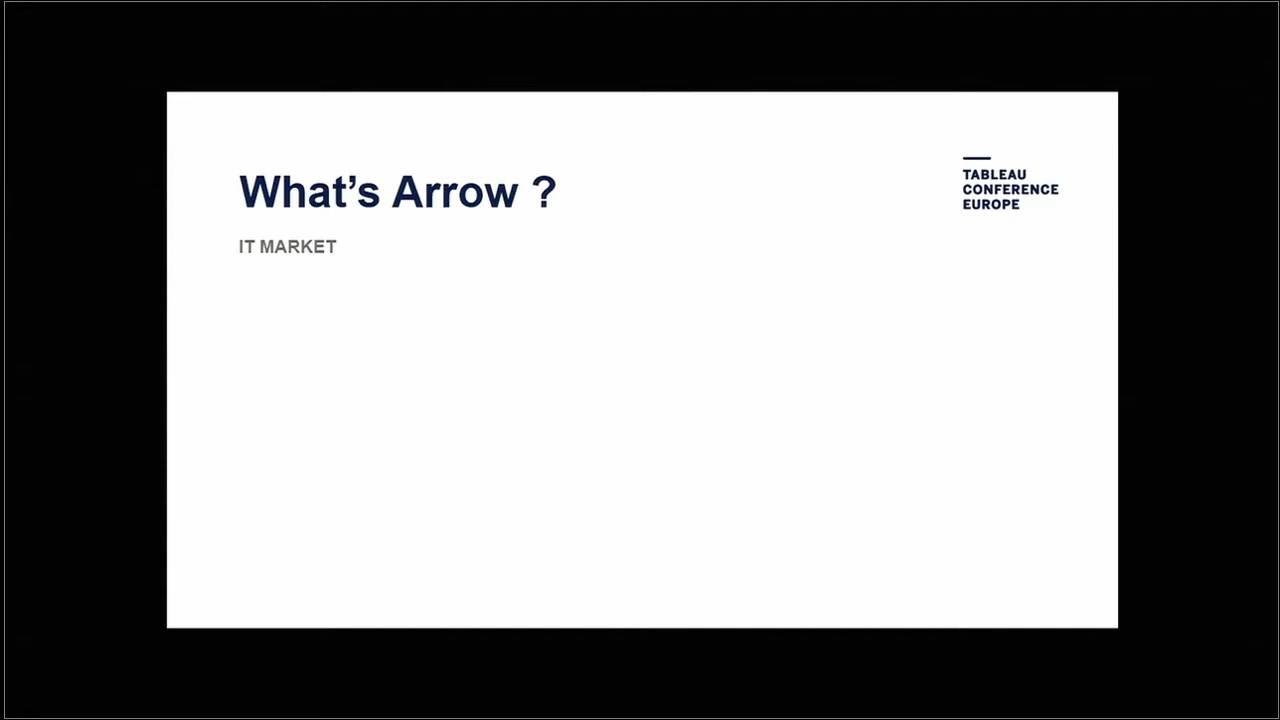 What’s Arrow ?
IT MARKET
TABLEAU
CONFERENCE
EUROPE